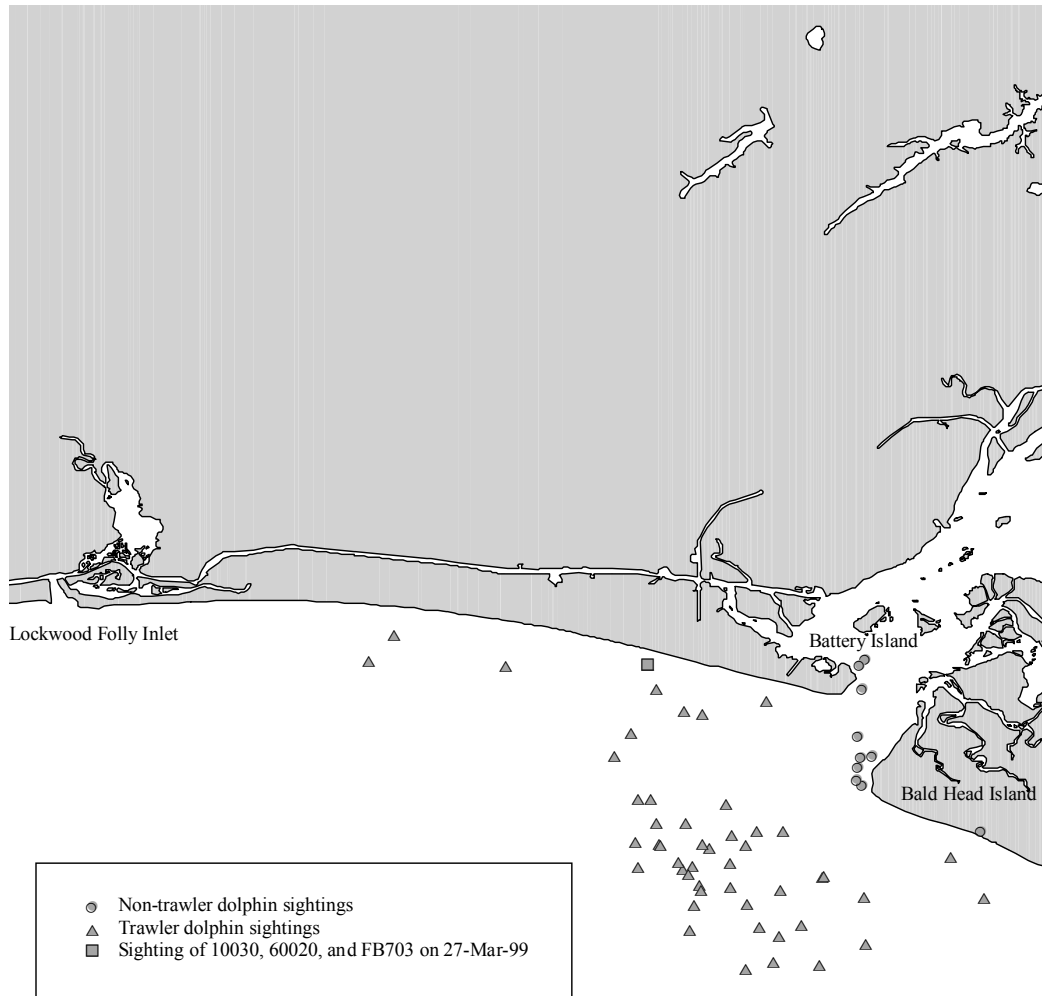 Lockwood Folly Inlet
Battery Island
Bald Head Island
Non-trawler dolphin sightings
Trawler dolphin sightings
Sighting of 10030, 60020, and FB703 on 27-Mar-99